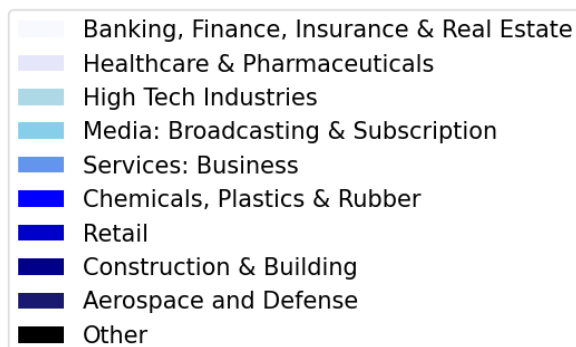 Banking, Finance, Insurance & Real Estate
Healthcare & Pharmaceuticals
High Tech Industries
Media: Broadcasting & Subscription
Services: Business
Chemicals, Plastics & Rubber
Retail
Construction & Building
Aerospace and Defense
Other